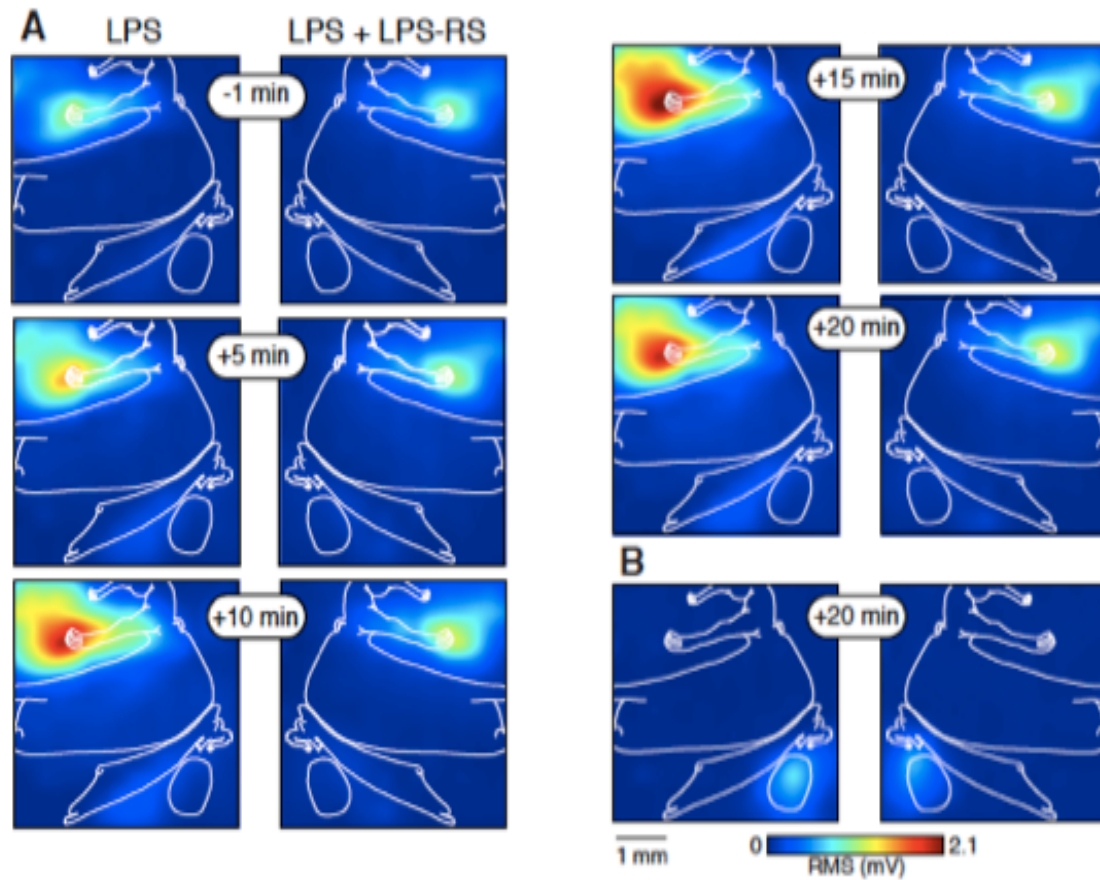 A LPS LPS + LPS-RS
-1 min
+5 min
+10 min
+15 min
+20 min
B
+20 min
1 mm
0 2.1
RMS (mV)